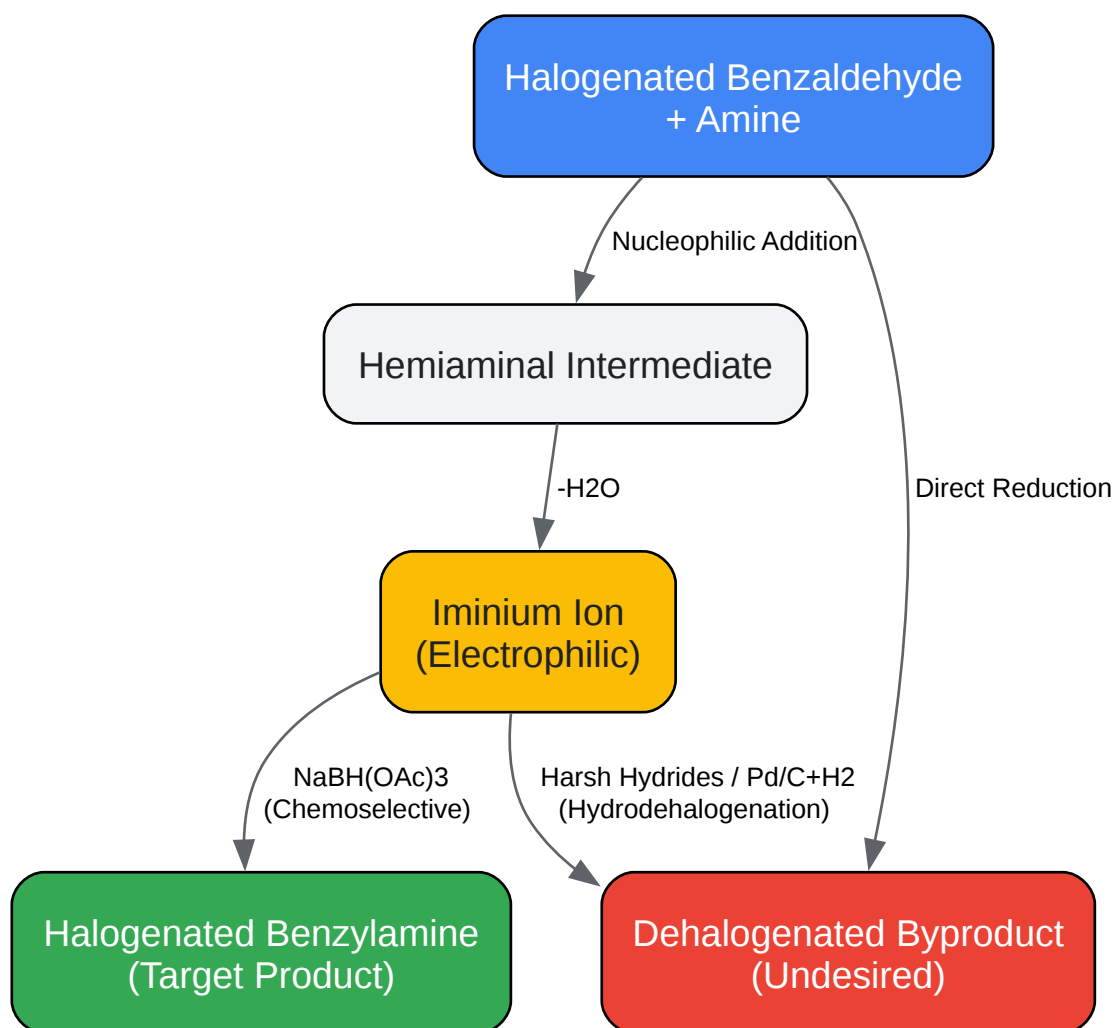 Halogenated Benzaldehyde
+ Amine
Nucleophilic Addition
Hemiaminal Intermediate
-H2O
Direct Reduction
Iminium Ion
(Electrophilic)
NaBH(OAc)3
(Chemoselective)
Harsh Hydrides / Pd/C+H2
(Hydrodehalogenation)
Halogenated Benzylamine
(Target Product)
Dehalogenated Byproduct
(Undesired)